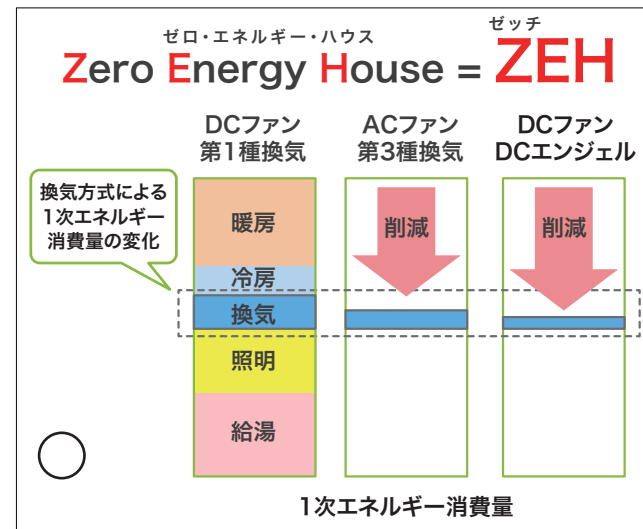 ゼロ・エネルギー・ハウス
ゼッチ
Zero Energy House = ZEH
DCファン
第1種換気
ACファン
第3種換気
DCファン
DCエンジェル
換気方式による
1次エネルギー
消費量の変化
暖房
冷房
換気
照明
給湯
削減
削減
1次エネルギー消費量